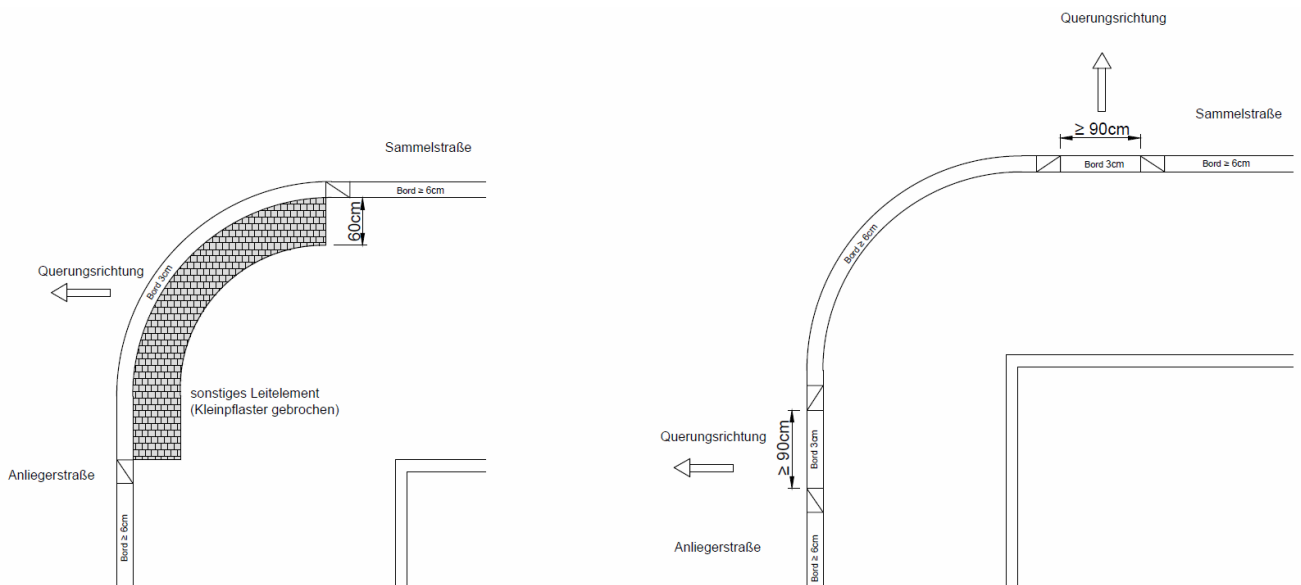 Sammelstraße
Bord ≥ 6cm
60cm
Querungsrichtung
Bord 3cm
sonstiges Leitelement
(Kleinpflaster gebrochen)
Anliegerstraße
Bord ≥ 6cm
Querungsrichtung
Sammelstraße
≥ 90cm
Bord 3cm
Bord ≥ 6cm
Bord ≥ 6cm
Querungsrichtung
≥ 90cm
Bord 3cm
Anliegerstraße
Bord ≥ 6cm